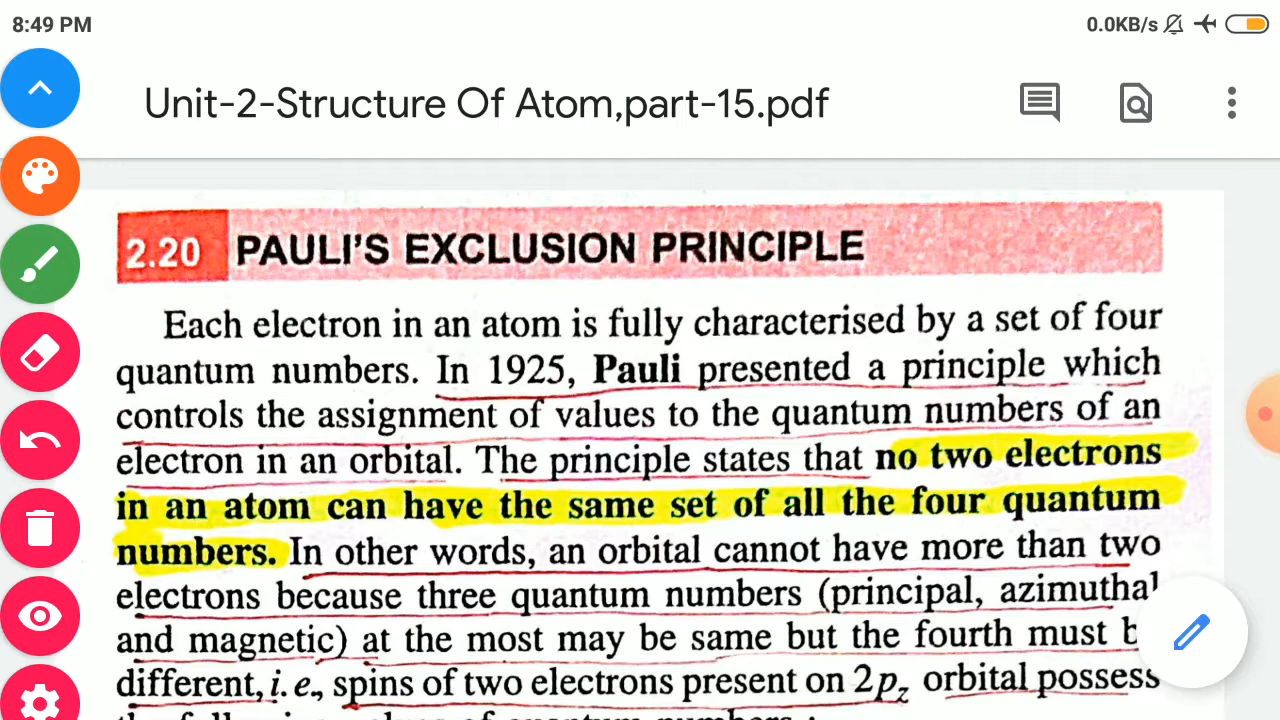 8:49 PM
0.0KB/s
Unit-2-Structure Of Atom,part-15.pdf
2.20 PAULI'S EXCLUSION PRINCIPLE
Each electron in an atom is fully characterised by a set of four
quantum numbers. In 1925, Pauli presented a principle which
controls the assignment of values to the quantum numbers of an
electron in an orbital. The principle states that no two electrons
in an atom can have the same set of all the four quantum
numbers. In other words, an orbital cannot have more than two
electrons because three quantum numbers (principal, azimuthal
and magnetic) at the most may be same but the fourth must b
different, i.e., spins of two electrons present on 2pz orbital possess